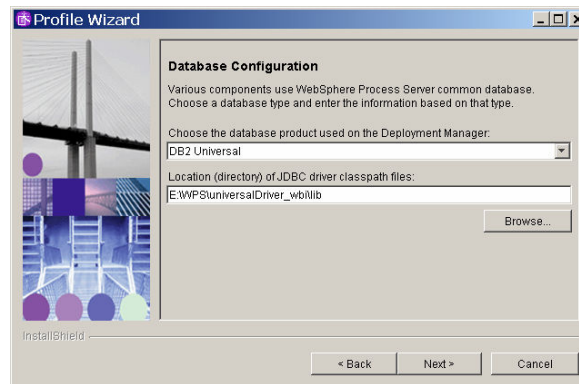 Profile Wizard
Database Configuration
Various components use WebSphere Process Server common database.
Choose a database type and enter the information based on that type.
Choose the database product used on the Deployment Manager:
DB2 Universal
Location (directory) of JDBC driver classpath files:
E:\WPS\universalDriver_wbi\lib
Browse...
InstallShield
< Back Next > Cancel